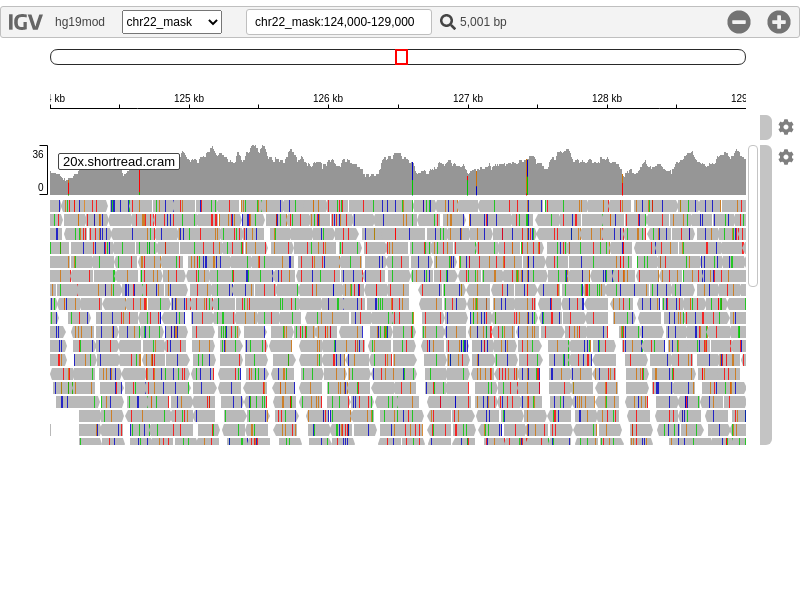 IGV hg19mod chr22_mask chr22_mask:124,000-129,000 5,001 bp
kb 125 kb 126 kb 127 kb 128 kb 129
36
20x.shortread.cram
0